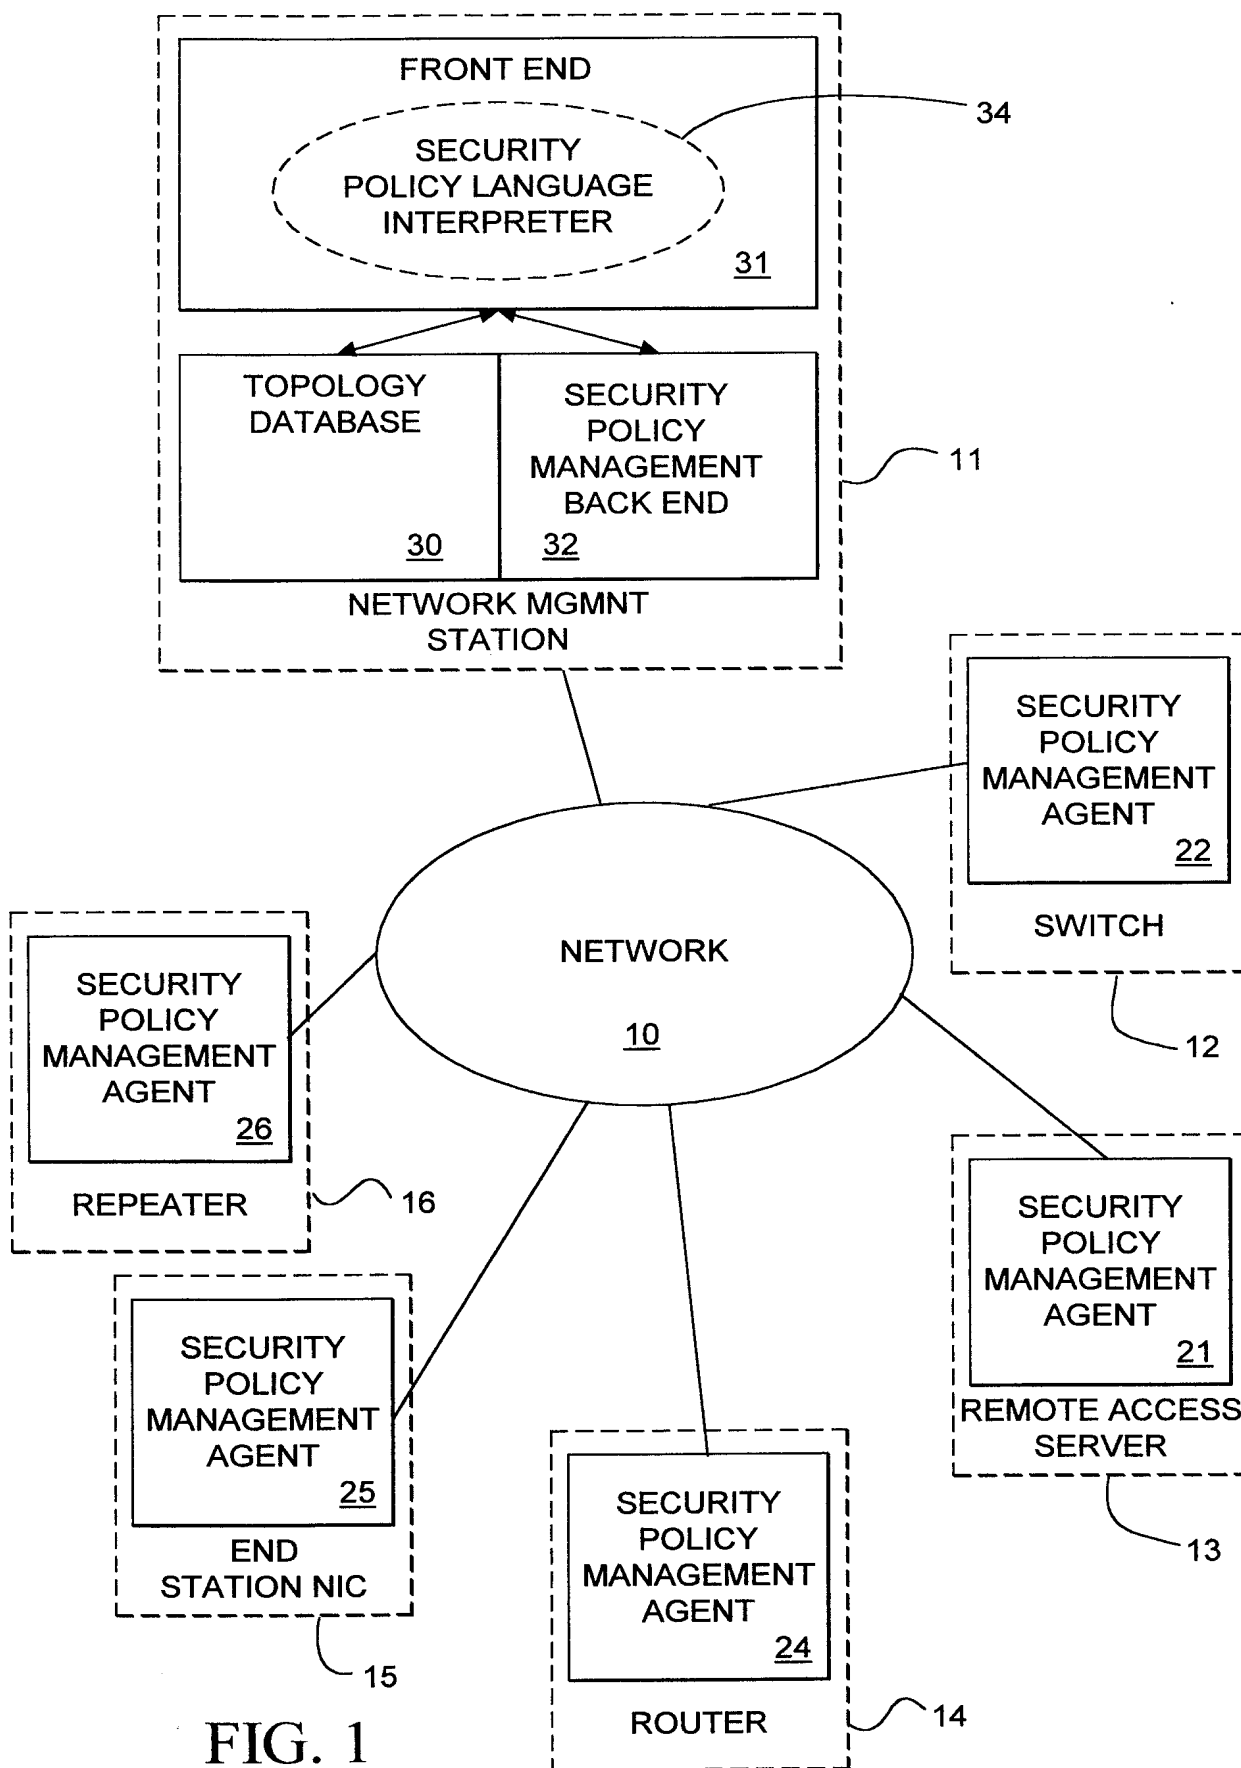 FRONT END
SECURITY
POLICY LANGUAGE
INTERPRETER
34
31
TOPOLOGY
DATABASE
30
SECURITY
POLICY
MANAGEMENT
BACK END
32
11
NETWORK MGMNT
STATION
SECURITY
POLICY
MANAGEMENT
AGENT
22
SWITCH
12
NETWORK
10
SECURITY
POLICY
MANAGEMENT
AGENT
26
REPEATER
16
SECURITY
POLICY
MANAGEMENT
AGENT
21
REMOTE ACCESS
SERVER
13
SECURITY
POLICY
MANAGEMENT
AGENT
25
END
STATION NIC
15
SECURITY
POLICY
MANAGEMENT
AGENT
24
ROUTER
14
FIG. 1